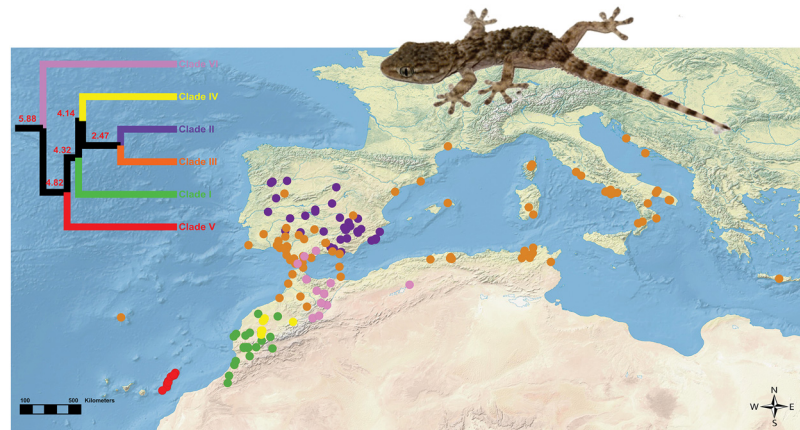 Clade VI
Clade IV
4.14
5.88
Clade II
2.47
4.32
Clade III
4.82
Clade I
Clade V
100 500 Kilometers
N
W E
S